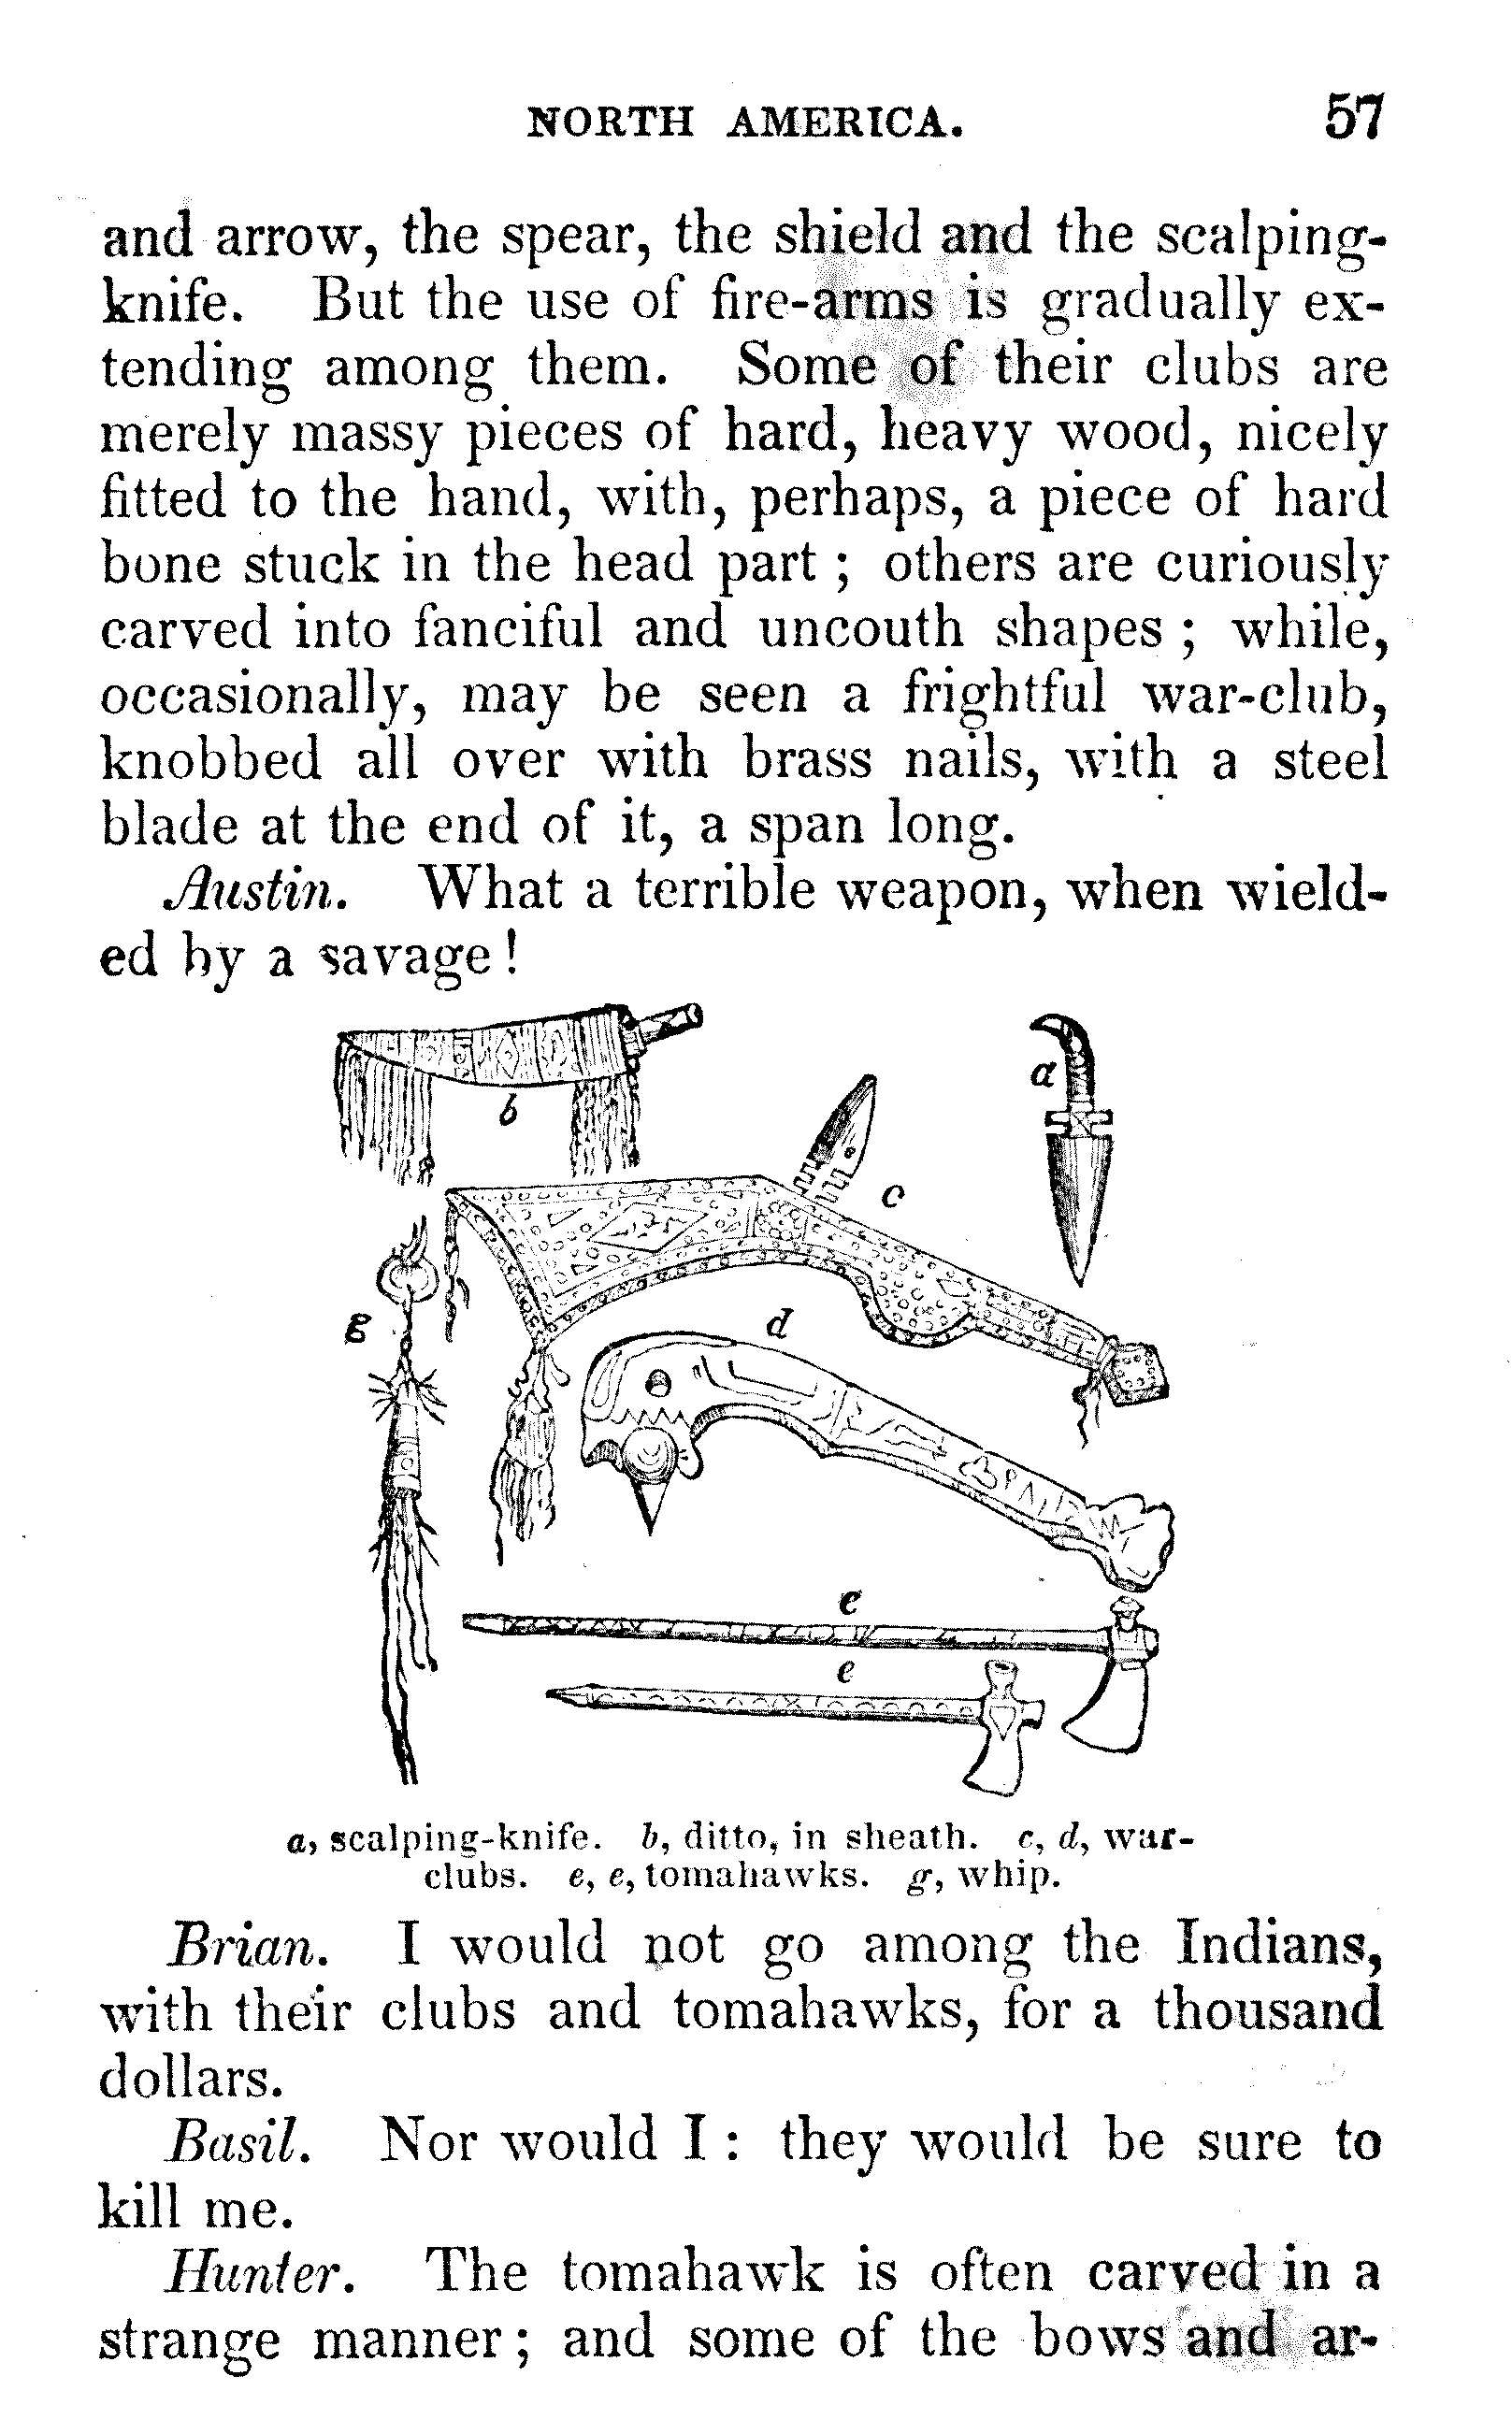 NORTH AMERICA. 57
and arrow, the spear, the shield and the scalping-
knife. But the use of fire-arms is gradually ex-
tending among them. Some of their clubs are
merely massy pieces of hard, heavy wood, nicely
fitted to the hand, with, perhaps, a piece of hard
bone stuck in the head part ; others are curiously
carved into fanciful and uncouth shapes ; while,
occasionally, may be seen a frightful war-club,
knobbed all over with brass nails, with a steel
blade at the end of it, a span long.
Austin. What a terrible weapon, when wield-
ed by a savage !
b
a
c
g
d
e
e
a, scalping-knife. b, ditto, in sheath. c, d, war-
clubs. e, e, tomahawks. g, whip.
Brian. I would not go among the Indians,
with their clubs and tomahawks, for a thousand
dollars.
Basil. Nor would I : they would be sure to
kill me.
Hunter. The tomahawk is often carved in a
strange manner ; and some of the bows and ar-